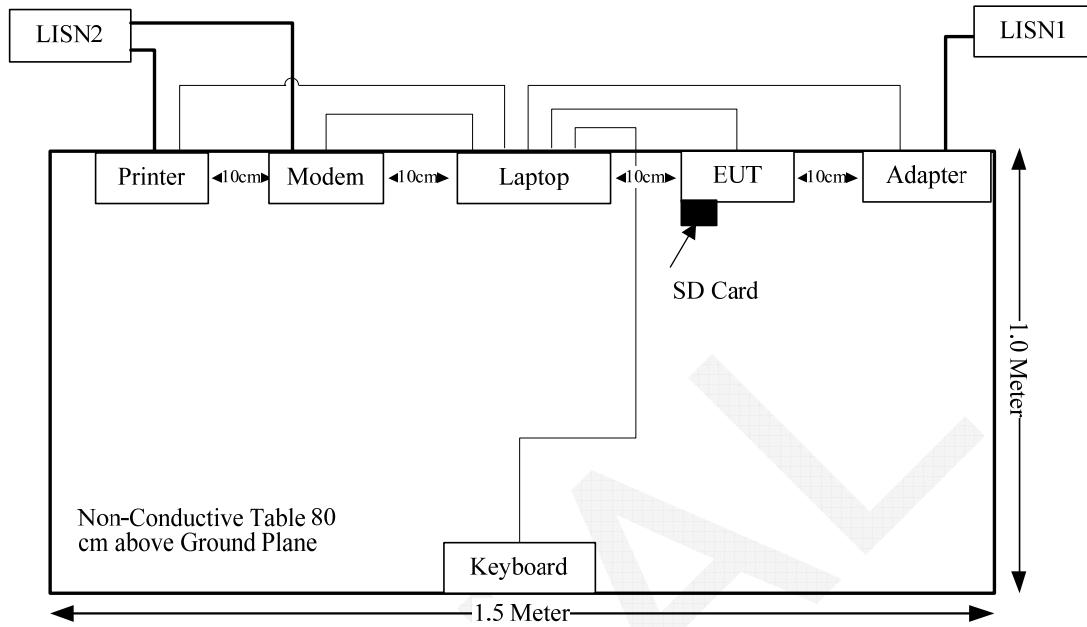 LISN2
LISN1
Printer
10cm
Modem
10cm
Laptop
10cm
EUT
10cm
Adapter
SD Card
1.0 Meter
Non-Conductive Table 80
cm above Ground Plane
Keyboard
1.5 Meter
AL